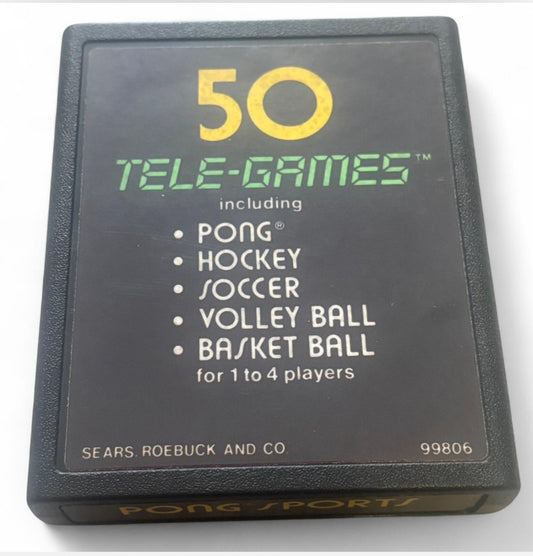 50
TELE-GAMES™
including
• PONG®
• HOCKEY
• SOCCER
• VOLLEY BALL
• BASKET BALL
for 1 to 4 players
SEARS, ROEBUCK AND CO 99806
PONG SPORTS